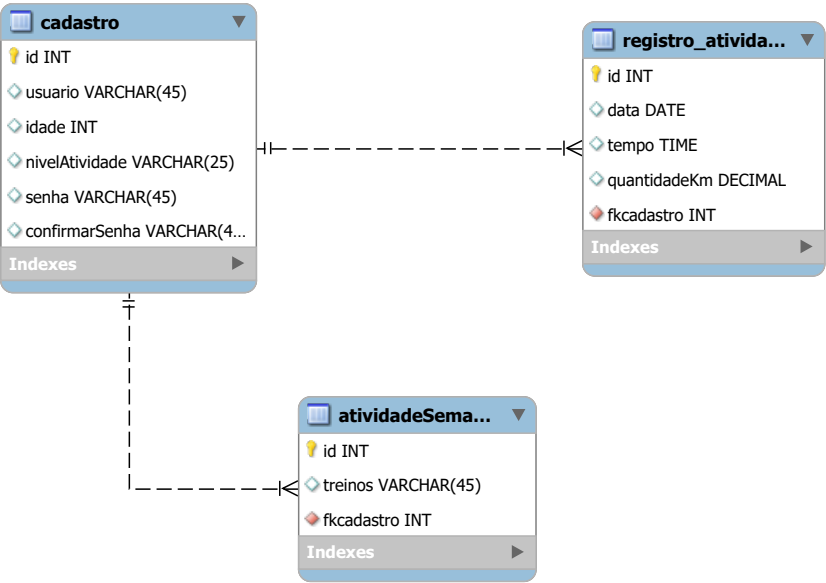 cadastro
id INT
usuario VARCHAR(45)
idade INT
nivelAtividade VARCHAR(25)
senha VARCHAR(45)
confirmarSenha VARCHAR(4...
Indexes
registro_ativida...
id INT
data DATE
tempo TIME
quantidadeKm DECIMAL
fkcadastro INT
Indexes
atividadeSema...
id INT
treinos VARCHAR(45)
fkcadastro INT
Indexes